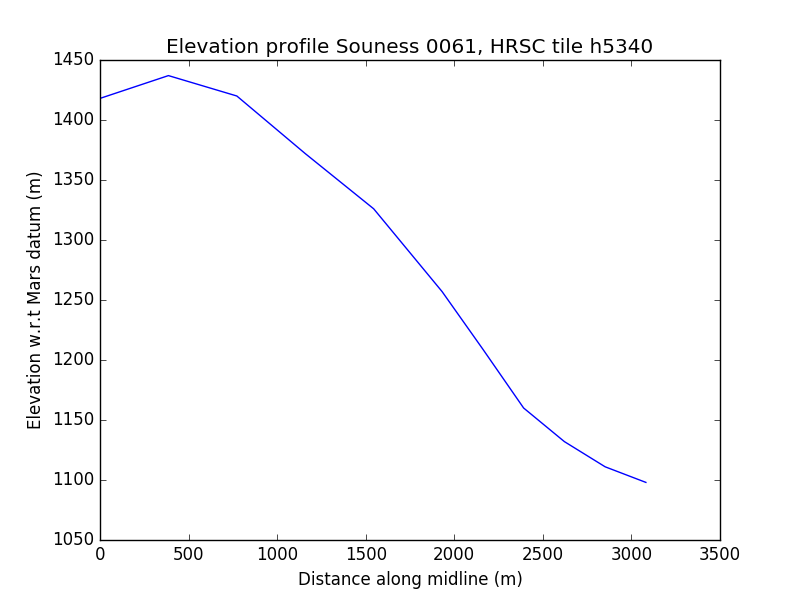 Elevation profile Souness 0061, HRSC tile h5340
1450
1400
1350
1300
1250
1200
1150
1100
1050
Elevation w.r.t Mars datum (m)
0 500 1000 1500 2000 2500 3000 3500
Distance along midline (m)